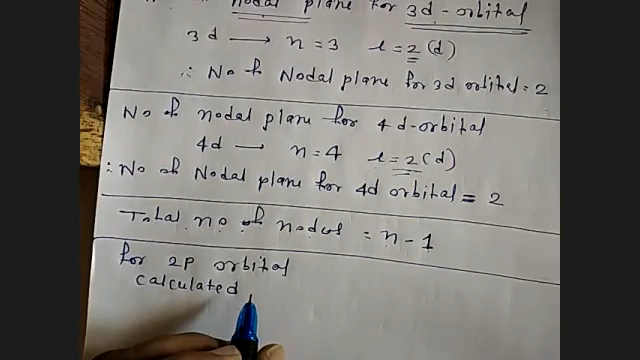 nodal plane for 3d-orbital
3d → n = 3 l = 2 (d)
∴ No of Nodal plane for 3d orbital = 2
No of nodal plane for 4d-orbital
4d → n = 4 l = 2 (d)
∴ No of Nodal plane for 4d orbital = 2
Total no of nodes = n - 1
for 2P orbital
calculated